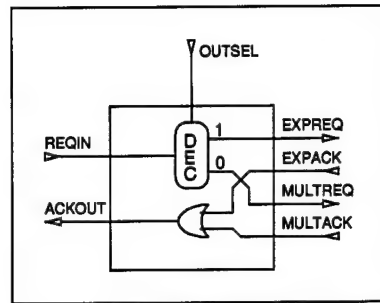 OUTSEL
REQIN
DEC
1
0
EXPREQ
EXPACK
MULTREQ
ACKOUT
MULTACK